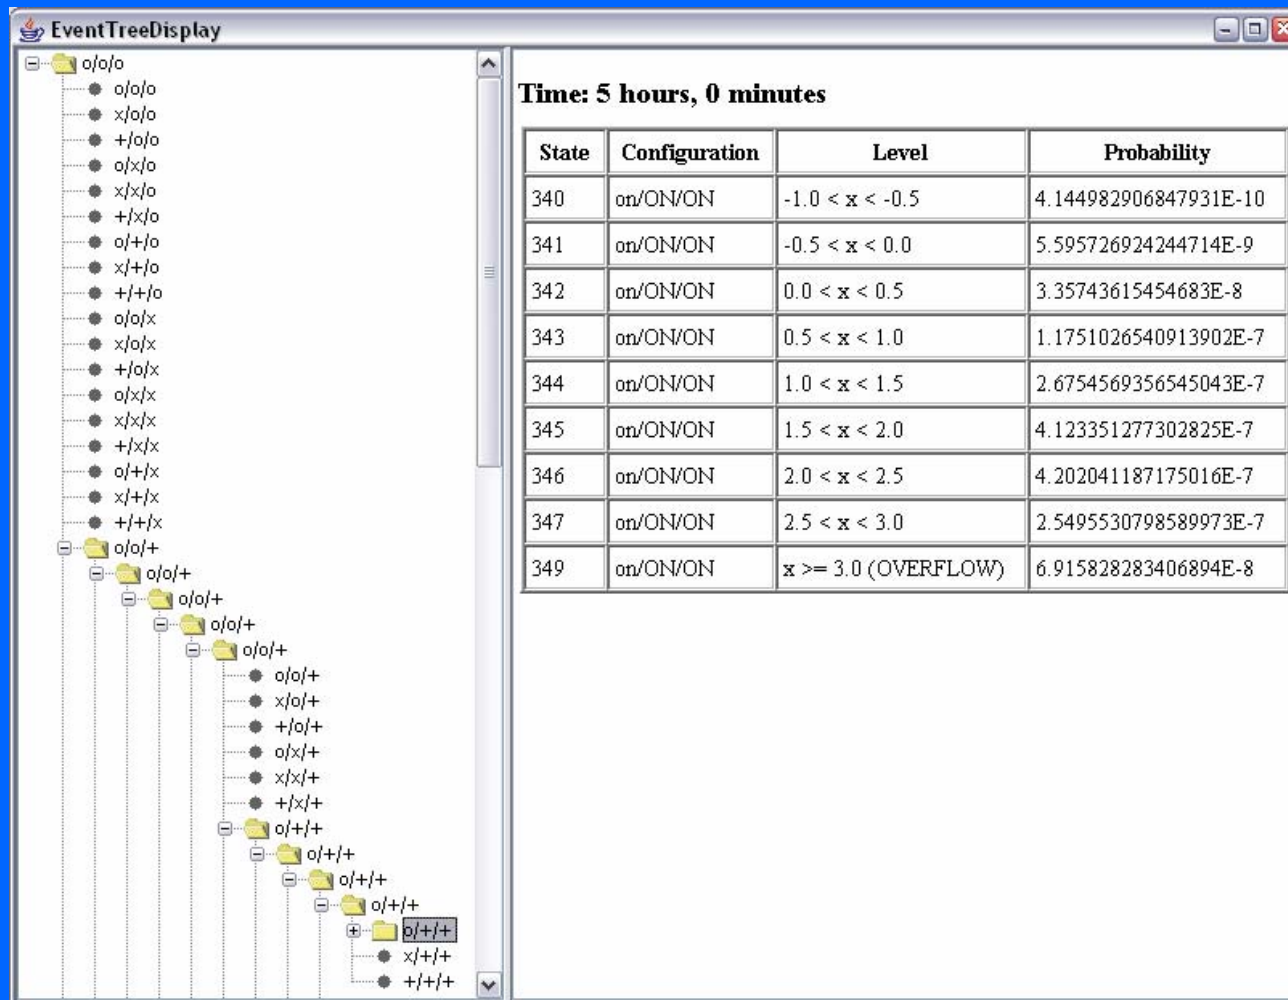 EventTreeDisplay
o/o/o
o/o/o
x/o/o
+/o/o
o/x/o
x/x/o
+/x/o
o/+/o
x/+/o
+/+/o
o/o/x
x/o/x
+/o/x
o/x/x
x/x/x
+/x/x
o/+/x
x/+/x
+/+/x
o/o/+
o/o/+
o/o/+
o/o/+
o/o/+
o/o/+
x/o/+
+/o/+
o/x/+
x/x/+
+/x/+
o/+/+
o/+/+
o/+/+
o/+/+
o/+/+
x/+/+
+/+/+
Time: 5 hours, 0 minutes
State Configuration Level Probability
340 on/ON/ON -1.0 < x < -0.5 4.144982906847931E-10
341 on/ON/ON -0.5 < x < 0.0 5.595726924244714E-9
342 on/ON/ON 0.0 < x < 0.5 3.35743615454683E-8
343 on/ON/ON 0.5 < x < 1.0 1.1751026540913902E-7
344 on/ON/ON 1.0 < x < 1.5 2.6754569356545043E-7
345 on/ON/ON 1.5 < x < 2.0 4.123351277302825E-7
346 on/ON/ON 2.0 < x < 2.5 4.202041187175016E-7
347 on/ON/ON 2.5 < x < 3.0 2.5495530798589973E-7
349 on/ON/ON x >= 3.0 (OVERFLOW) 6.915828283406894E-8